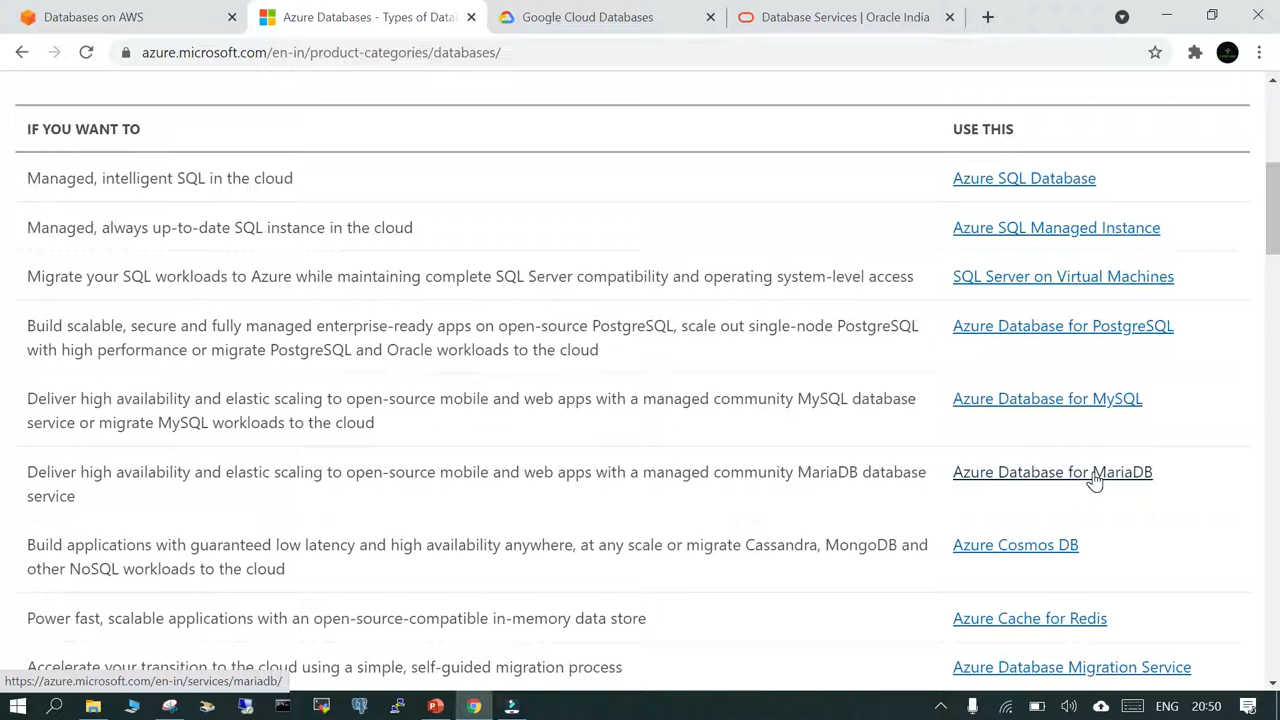 Databases on AWS
Azure Databases - Types of Data
Google Cloud Databases
Database Services | Oracle India
azure.microsoft.com/en-in/product-categories/databases/
IF YOU WANT TO
USE THIS
Managed, intelligent SQL in the cloud
Azure SQL Database
Managed, always up-to-date SQL instance in the cloud
Azure SQL Managed Instance
Migrate your SQL workloads to Azure while maintaining complete SQL Server compatibility and operating system-level access
SQL Server on Virtual Machines
Build scalable, secure and fully managed enterprise-ready apps on open-source PostgreSQL, scale out single-node PostgreSQL
with high performance or migrate PostgreSQL and Oracle workloads to the cloud
Azure Database for PostgreSQL
Deliver high availability and elastic scaling to open-source mobile and web apps with a managed community MySQL database
service or migrate MySQL workloads to the cloud
Azure Database for MySQL
Deliver high availability and elastic scaling to open-source mobile and web apps with a managed community MariaDB database
service
Azure Database for MariaDB
Build applications with guaranteed low latency and high availability anywhere, at any scale or migrate Cassandra, MongoDB and
other NoSQL workloads to the cloud
Azure Cosmos DB
Power fast, scalable applications with an open-source-compatible in-memory data store
Azure Cache for Redis
Accelerate your transition to the cloud using a simple, self-guided migration process
Azure Database Migration Service
https://azure.microsoft.com/en-in/services/mariadb/
ENG
20:50